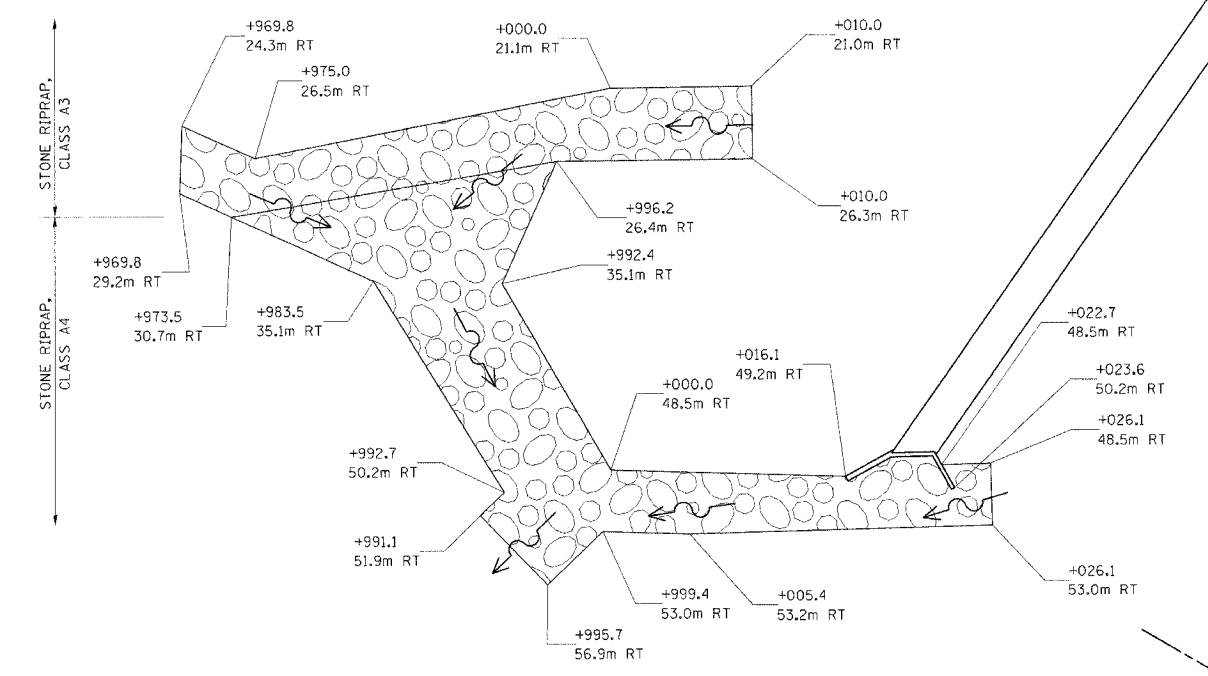 +969.8
24.3m RT
+000.0
21.1m RT
+010.0
21.0m RT
+975.0
26.5m RT
STONE RIPRAP,
CLASS A3
+010.0
26.3m RT
+996.2
26.4m RT
+992.4
35.1m RT
+969.8
29.2m RT
+973.5
30.7m RT
+983.5
35.1m RT
STONE RIPRAP,
CLASS A4
+022.7
48.5m RT
+016.1
49.2m RT
+023.6
50.2m RT
+000.0
48.5m RT
+026.1
48.5m RT
+992.7
50.2m RT
+991.1
51.9m RT
+026.1
53.0m RT
+999.4
53.0m RT
+005.4
53.2m RT
+995.7
56.9m RT